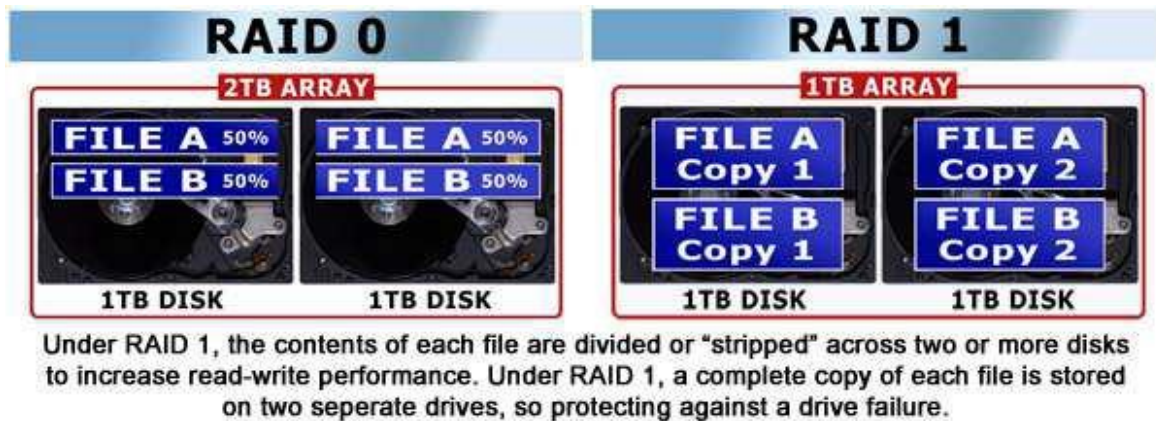 RAID 0
RAID 1
2TB ARRAY
1TB ARRAY
FILE A 50%
FILE A 50%
FILE B 50%
FILE B 50%
FILE A
Copy 1
FILE A
Copy 2
FILE B
Copy 1
FILE B
Copy 2
1TB DISK
1TB DISK
1TB DISK
1TB DISK
Under RAID 1, the contents of each file are divided or “stripped” across two or more disks
to increase read-write performance. Under RAID 1, a complete copy of each file is stored
on two seperate drives, so protecting against a drive failure.